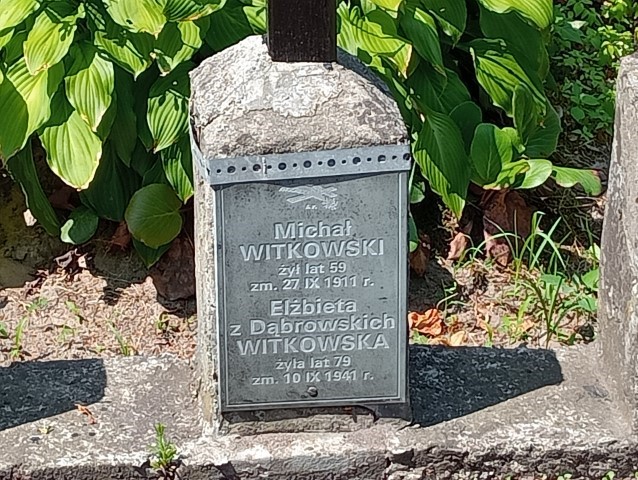 Michał
WITKOWSKI
żył lat 59
zm. 27 IX 1911 r.
Elżbieta
z Dąbrowskich
WITKOWSKA
żyła lat 79
zm. 10 IX 1941 r.